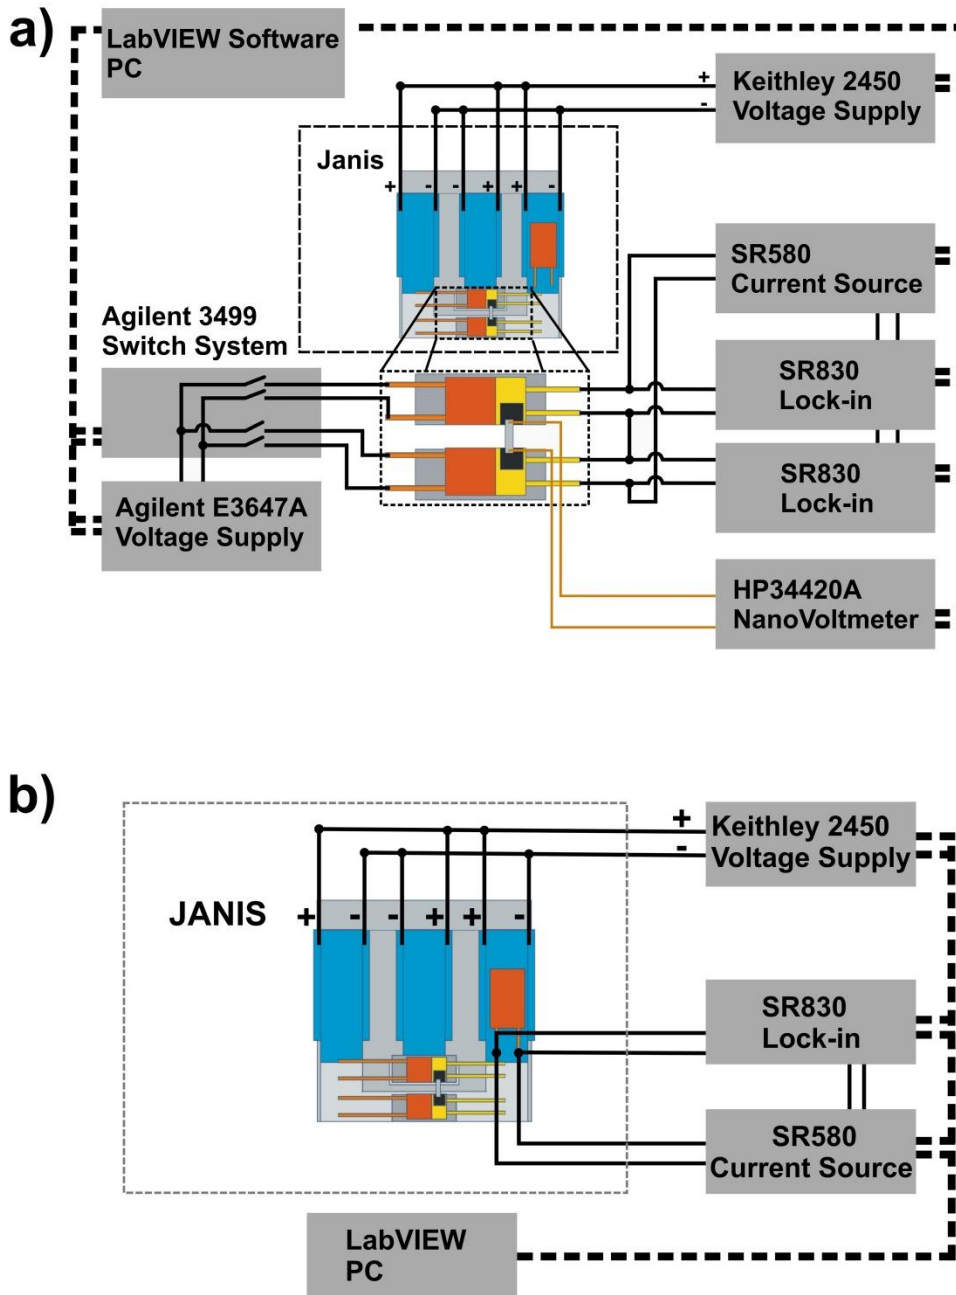 a)
LabVIEW Software
PC
+
-
Keithley 2450
Voltage Supply
Janis
+ - - + + -
SR580
Current Source
Agilent 3499
Switch System
SR830
Lock-in
SR830
Lock-in
Agilent E3647A
Voltage Supply
HP34420A
NanoVoltmeter
b)
+
-
Keithley 2450
Voltage Supply
JANIS
+ - - + + -
SR830
Lock-in
SR580
Current Source
LabVIEW
PC